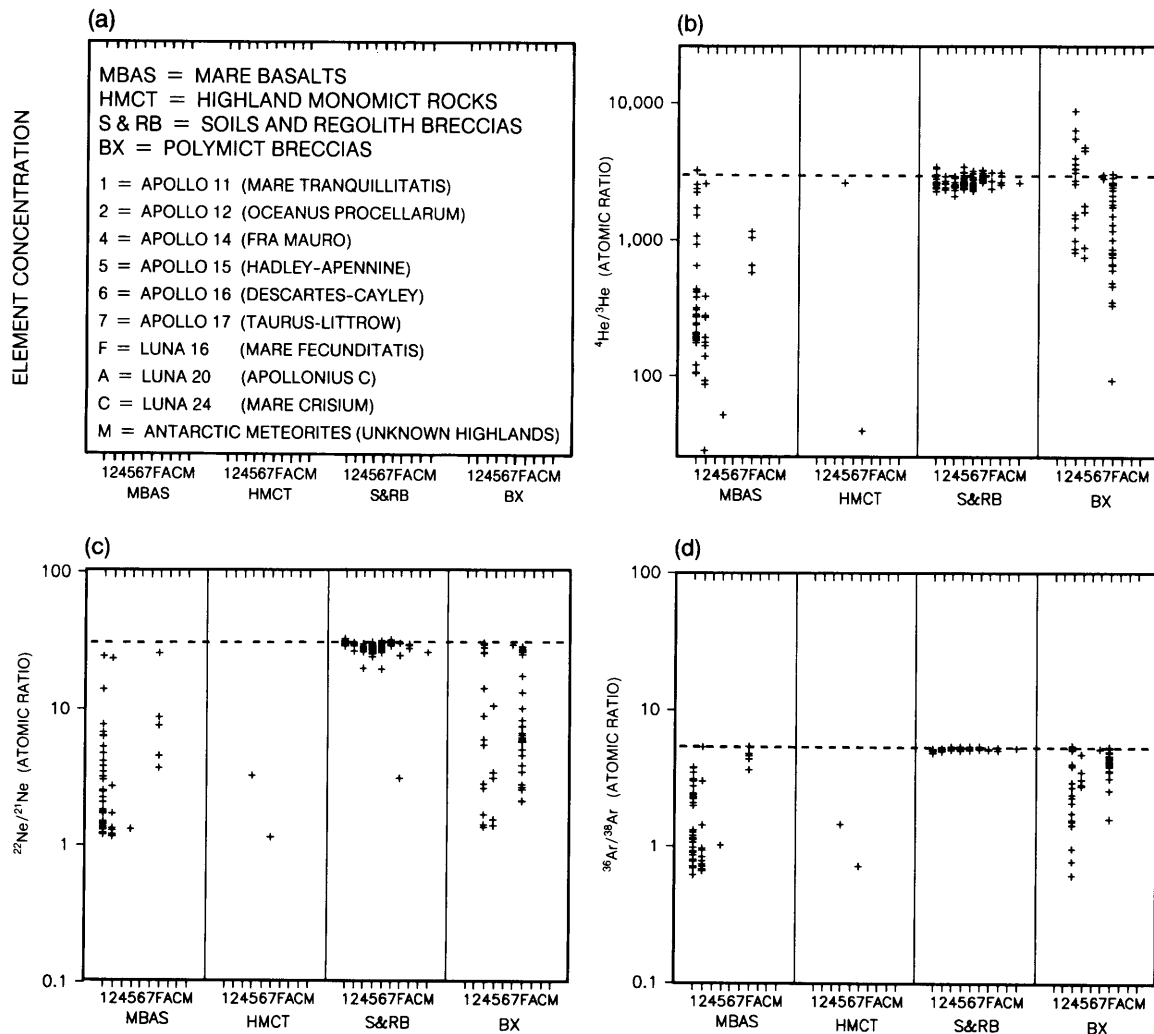 (a)
ELEMENT CONCENTRATION
MBAS = MARE BASALTS
HMCT = HIGHLAND MONOMICT ROCKS
S & RB = SOILS AND REGOLITH BRECCIAS
BX = POLYMICT BRECCIAS
1 = APOLLO 11 (MARE TRANQUILLITATIS)
2 = APOLLO 12 (OCEANUS PROCELLARUM)
4 = APOLLO 14 (FRA MAURO)
5 = APOLLO 15 (HADLEY-APENNINE)
6 = APOLLO 16 (DESCARTES-CAYLEY)
7 = APOLLO 17 (TAURUS-LITTROW)
F = LUNA 16 (MARE FECUNDITATIS)
A = LUNA 20 (APOLLONIUS C)
C = LUNA 24 (MARE CRISIUM)
M = ANTARCTIC METEORITES (UNKNOWN HIGHLANDS)
124567FACM 124567FACM 124567FACM 124567FACM
MBAS HMCT S&RB BX
(b)
⁴He/³He (ATOMIC RATIO)
10,000
1,000
100
124567FACM 124567FACM 124567FACM 124567FACM
MBAS HMCT S&RB BX
(c)
²²Ne/²¹Ne (ATOMIC RATIO)
100
10
1
0.1
124567FACM 124567FACM 124567FACM 124567FACM
MBAS HMCT S&RB BX
(d)
³⁶Ar/³⁸Ar (ATOMIC RATIO)
100
10
1
0.1
124567FACM 124567FACM 124567FACM 124567FACM
MBAS HMCT S&RB BX